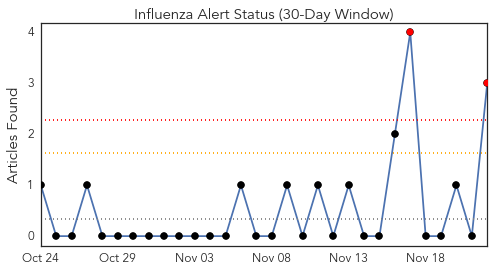 Influenza Alert Status (30-Day Window)
Articles Found
4
3
2
1
0
Oct 24 Oct 29 Nov 03 Nov 08 Nov 13 Nov 18